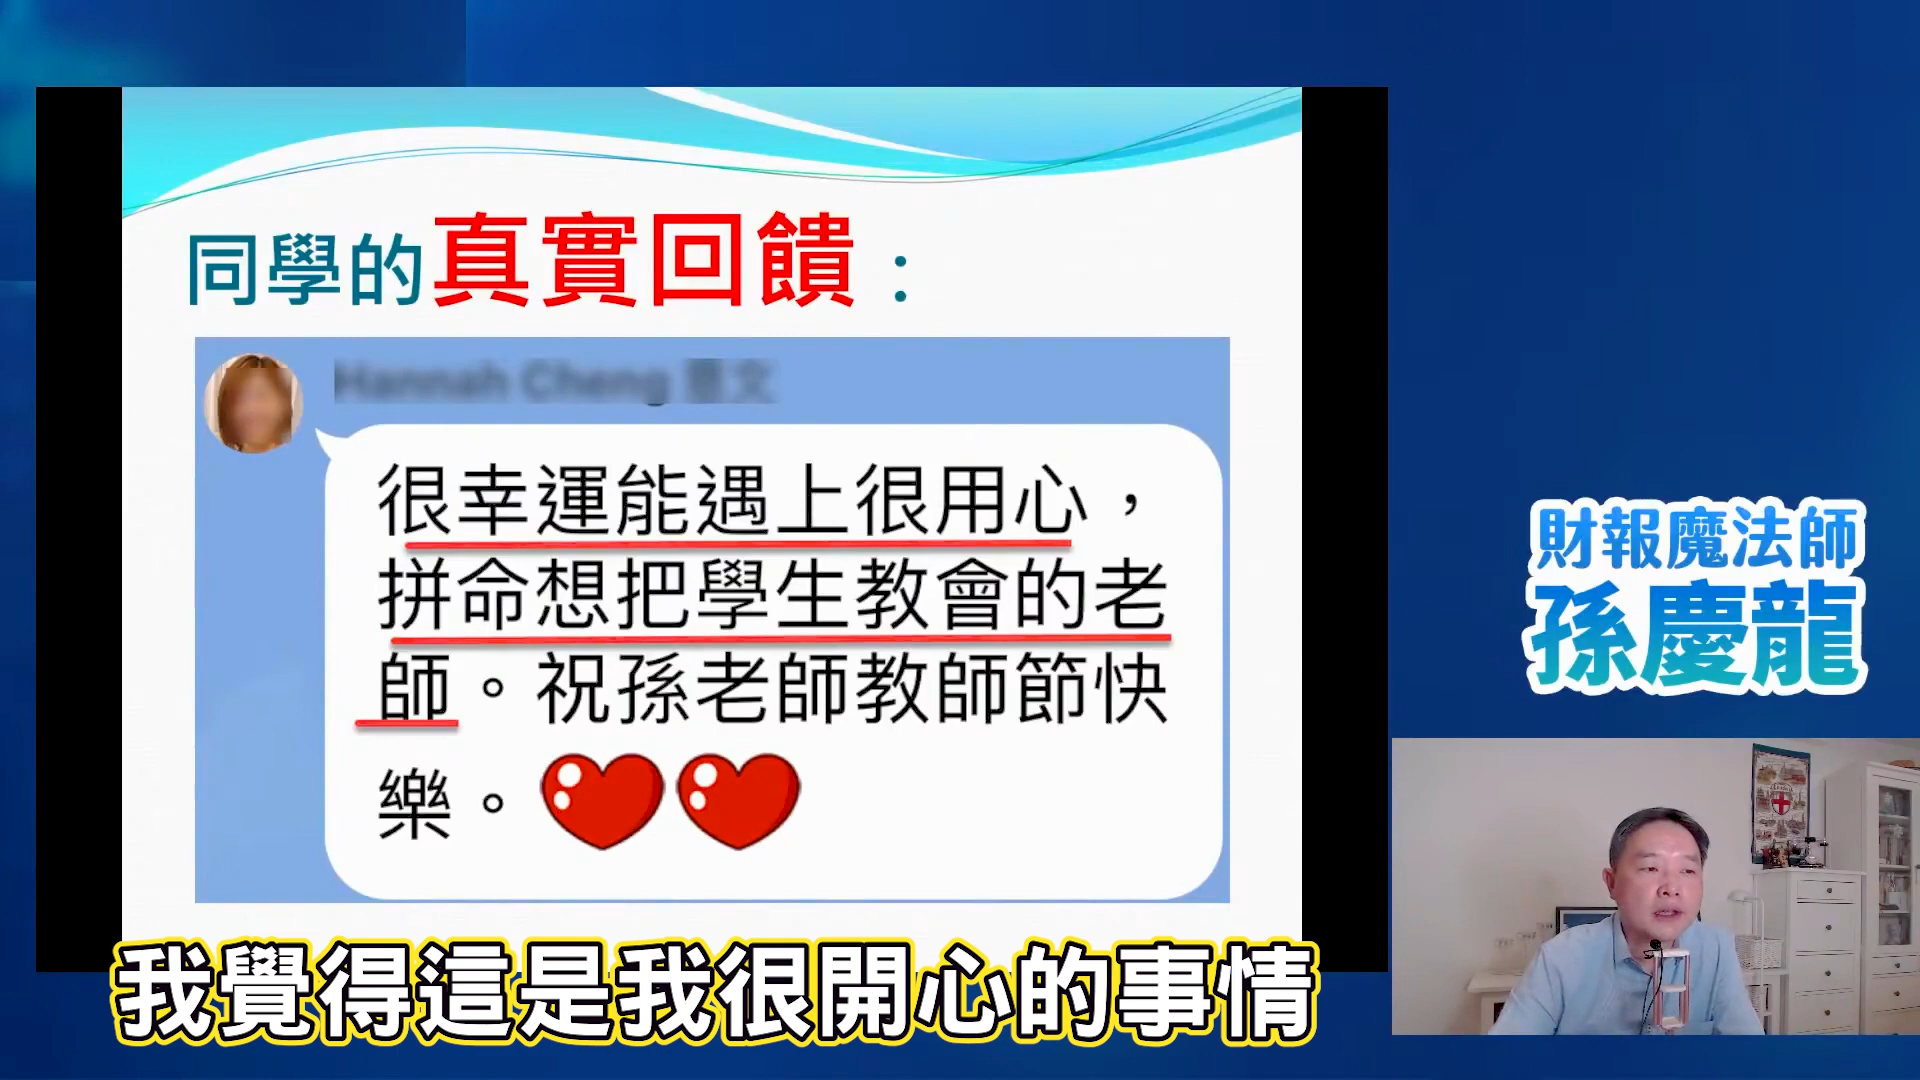 同學的真實回饋：
Hannah Cheng
很幸運能遇上很用心，
拼命想把學生教會的老
師。祝孫老師教師節快
樂。
財報魔法師
孫慶龍
我覺得這是我很開心的事情